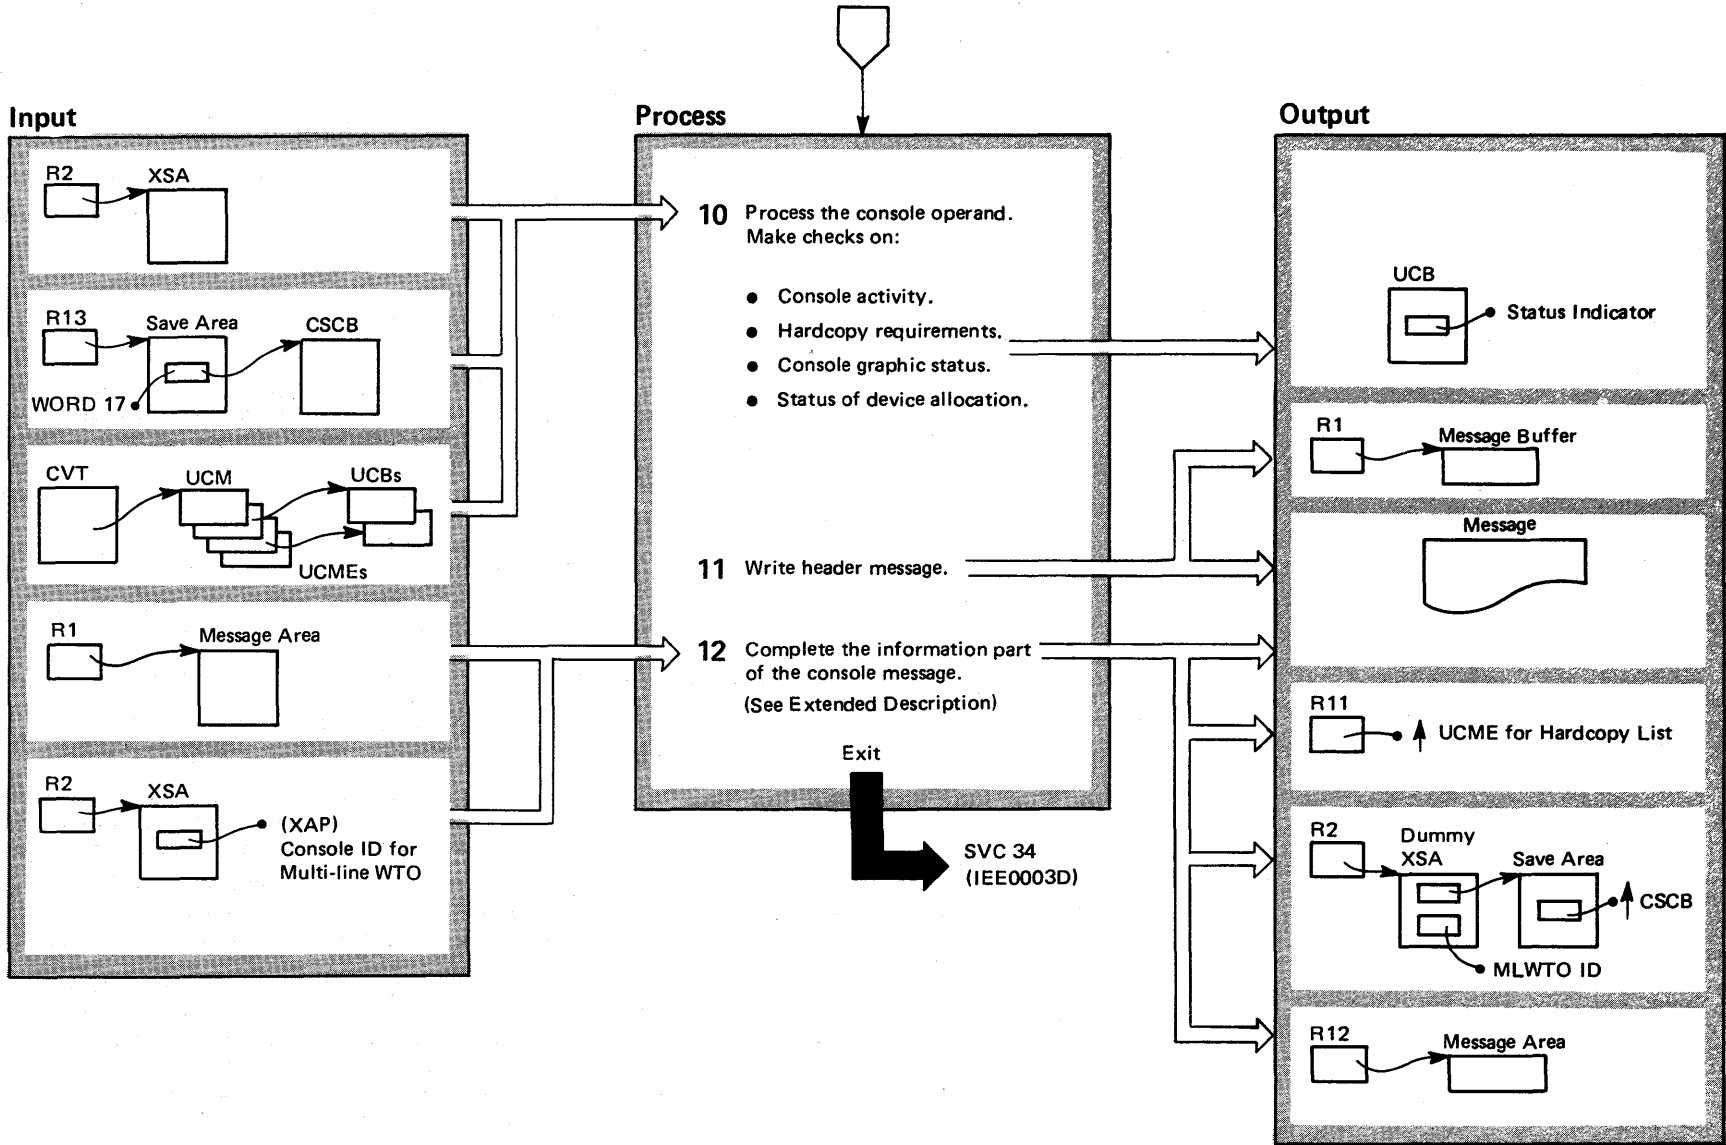 Input
R2
XSA
R13
Save Area
CSCB
WORD 17
CVT
UCM
UCBs
UCMEs
R1
Message Area
R2
XSA
(XAP)
Console ID for
Multi-line WTO
Process
10 Process the console operand.
Make checks on:
• Console activity.
• Hardcopy requirements.
• Console graphic status.
• Status of device allocation.
11 Write header message.
12 Complete the information part
of the console message.
(See Extended Description)
Exit
SVC 34
(IEE0003D)
Output
UCB
Status Indicator
R1
Message Buffer
Message
R11
UCME for Hardcopy List
R2
Dummy
XSA
Save Area
CSCB
MLWTO ID
R12
Message Area